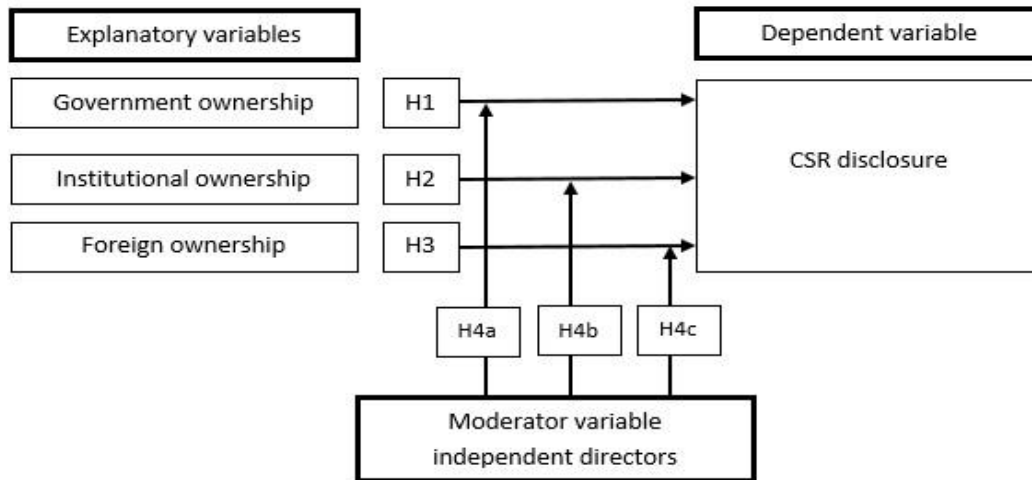 Explanatory variables
Dependent variable
Government ownership
H1
CSR disclosure
Institutional ownership
H2
Foreign ownership
H3
H4a
H4b
H4c
Moderator variable
independent directors